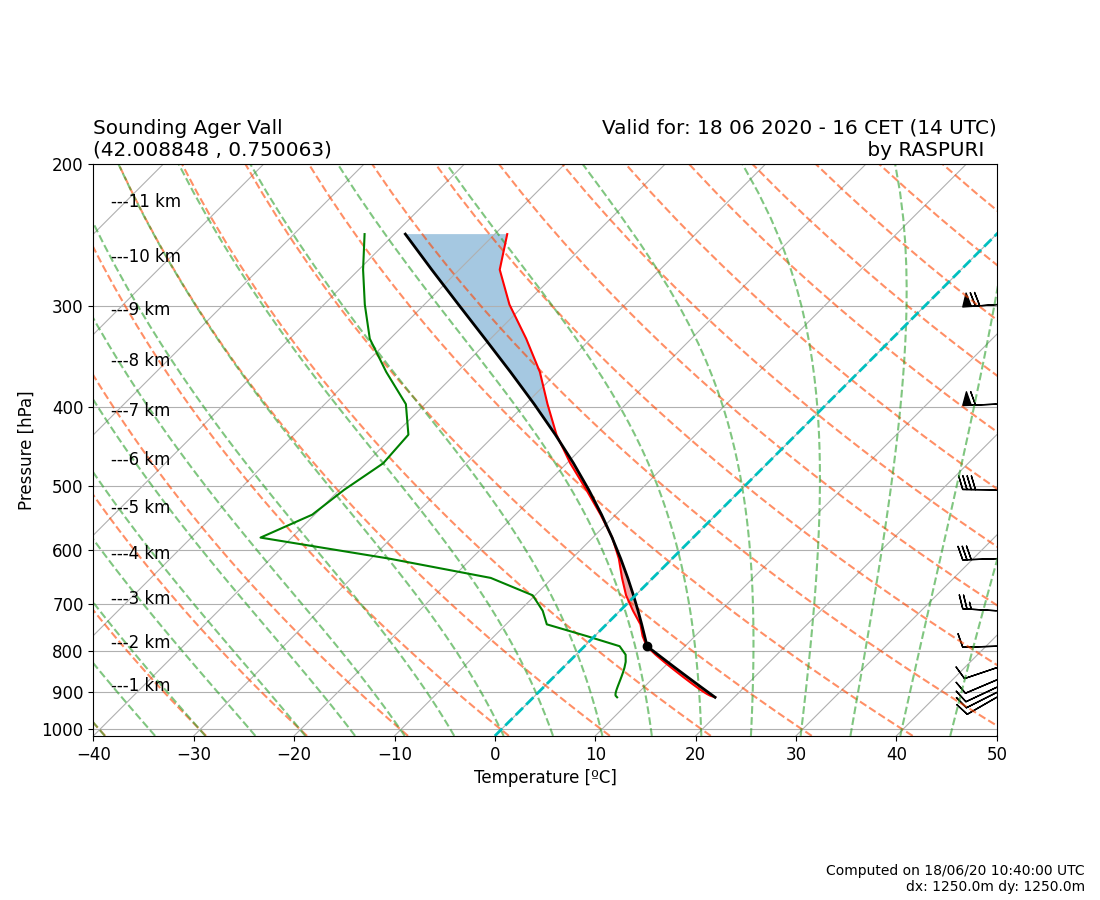 Sounding Ager Vall
(42.008848 , 0.750063)
Valid for: 18 06 2020 - 16 CET (14 UTC)
by RASPURI
200
300
400
500
600
700
800
900
1000
Pressure [hPa]
---11 km
---10 km
---9 km
---8 km
---7 km
---6 km
---5 km
---4 km
---3 km
---2 km
---1 km
−40 −30 −20 −10 0 10 20 30 40 50
Temperature [ºC]
Computed on 18/06/20 10:40:00 UTC
dx: 1250.0m dy: 1250.0m